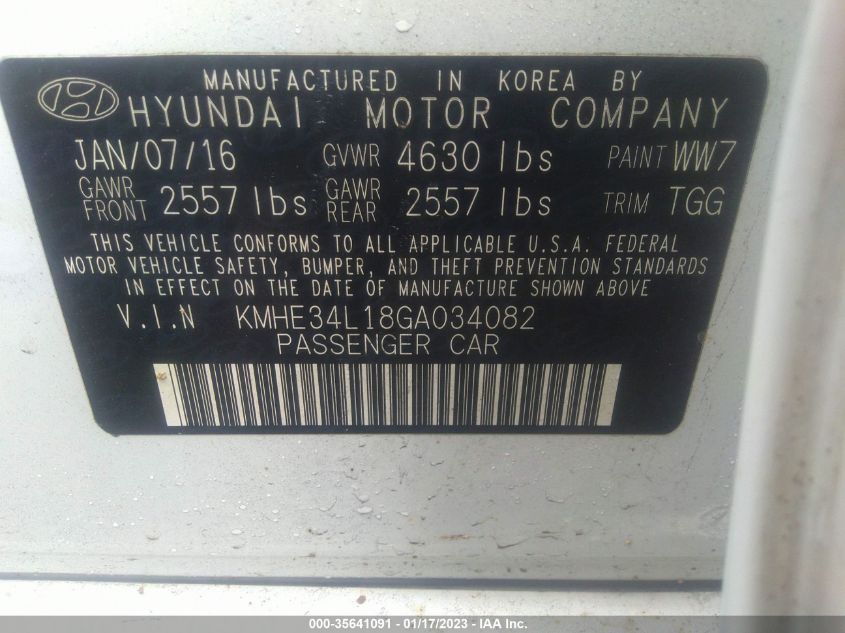 MANUFACTURED IN KOREA BY
HYUNDAI MOTOR COMPANY
JAN/07/16 GVWR 4630 lbs PAINT WW7
GAWR FRONT 2557 lbs GAWR REAR 2557 lbs TRIM TGG
THIS VEHICLE CONFORMS TO ALL APPLICABLE U.S.A. FEDERAL
MOTOR VEHICLE SAFETY, BUMPER, AND THEFT PREVENTION STANDARDS
IN EFFECT ON THE DATE OF MANUFACTURE SHOWN ABOVE
V.I.N KMHE34L18GA034082
PASSENGER CAR
000-35641091 - 01/17/2023 - IAA Inc.